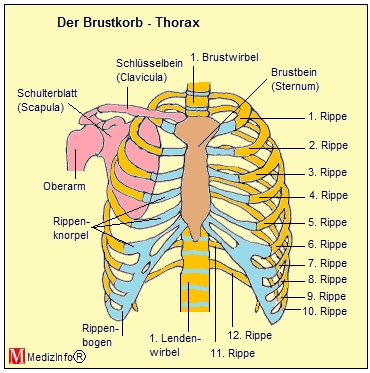 Der Brustkorb - Thorax
Schlüsselbein
(Clavicula)
1. Brustwirbel
Brustbein
(Sternum)
Schulterblatt
(Scapula)
1. Rippe
2. Rippe
3. Rippe
4. Rippe
5. Rippe
6. Rippe
7. Rippe
8. Rippe
9. Rippe
10. Rippe
Oberarm
Rippen-
knorpel
Rippen-
bogen
1. Lenden-
wirbel
12. Rippe
11. Rippe
M MedizInfo®